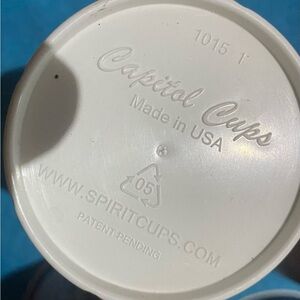 1015 1
Capitol Cups
Made in USA
05
WWW.SPIRITCUPS.COM
PATENT PENDING